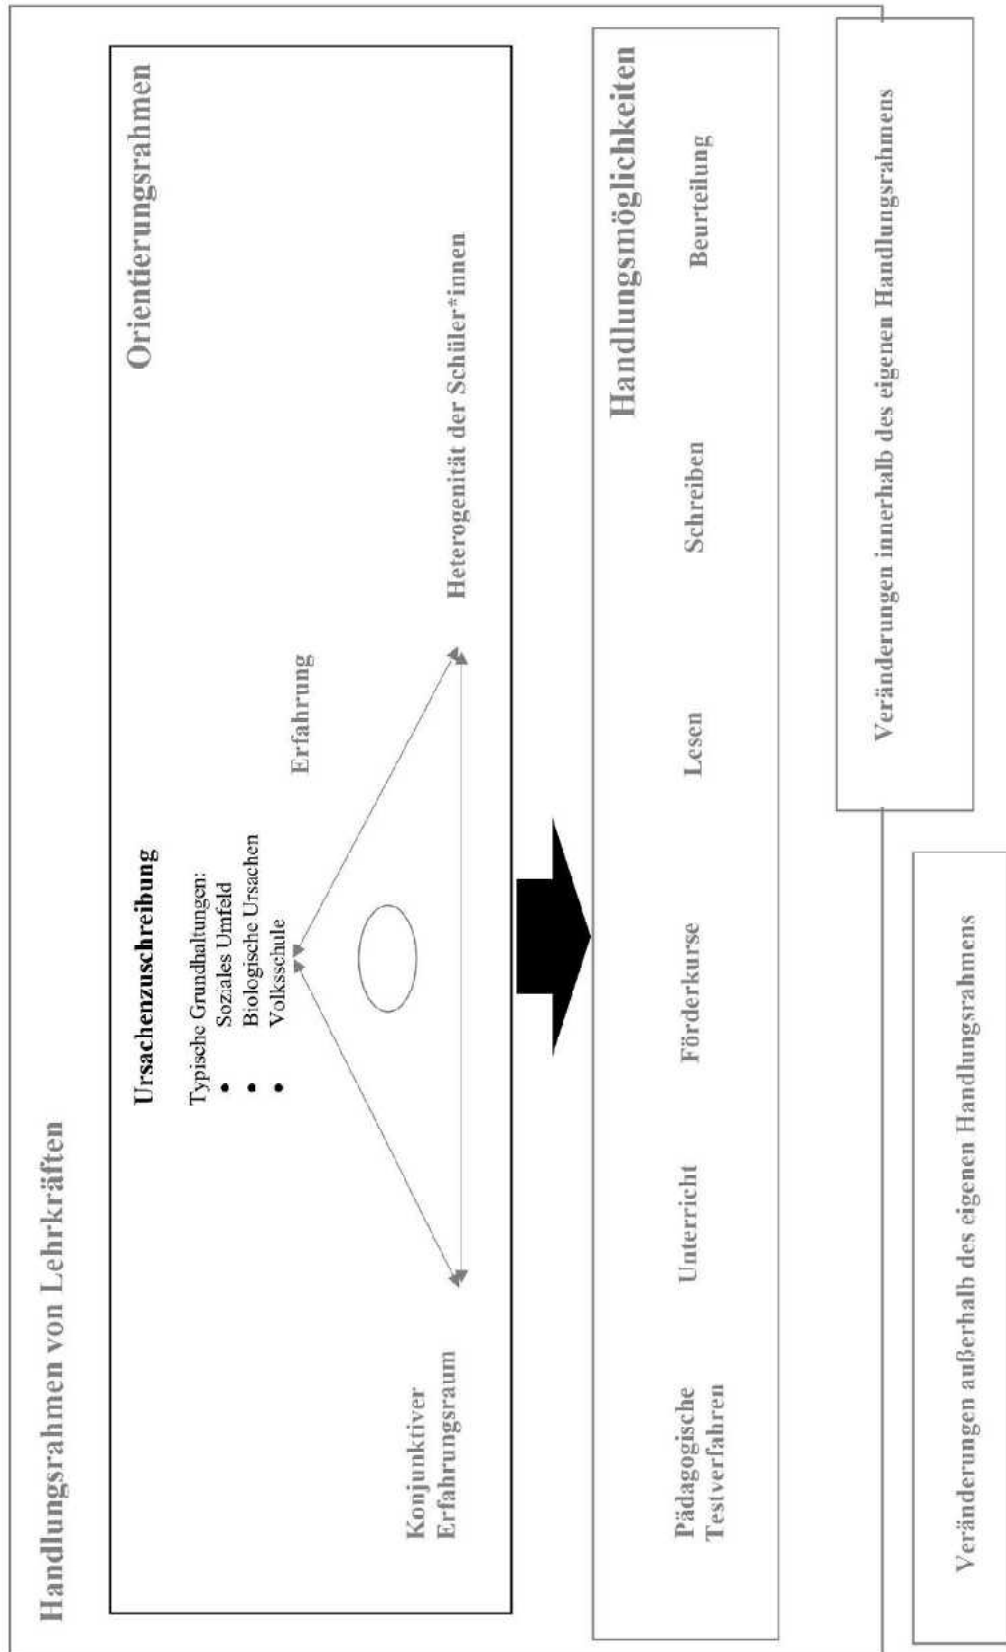 Handlungsrahmen von Lehrkräften
Orientierungsrahmen
Ursachenzuschreibung
Typische Grundhaltungen:
• Soziales Umfeld
• Biologische Ursachen
• Volksschule
Erfahrung
Konjunktiver
Erfahrungsraum
Heterogenität der Schüler*innen
Handlungsmöglichkeiten
Pädagogische
Testverfahren
Unterricht
Förderkurse
Lesen
Schreiben
Beurteilung
Veränderungen innerhalb des eigenen Handlungsrahmens
Veränderungen außerhalb des eigenen Handlungsrahmens